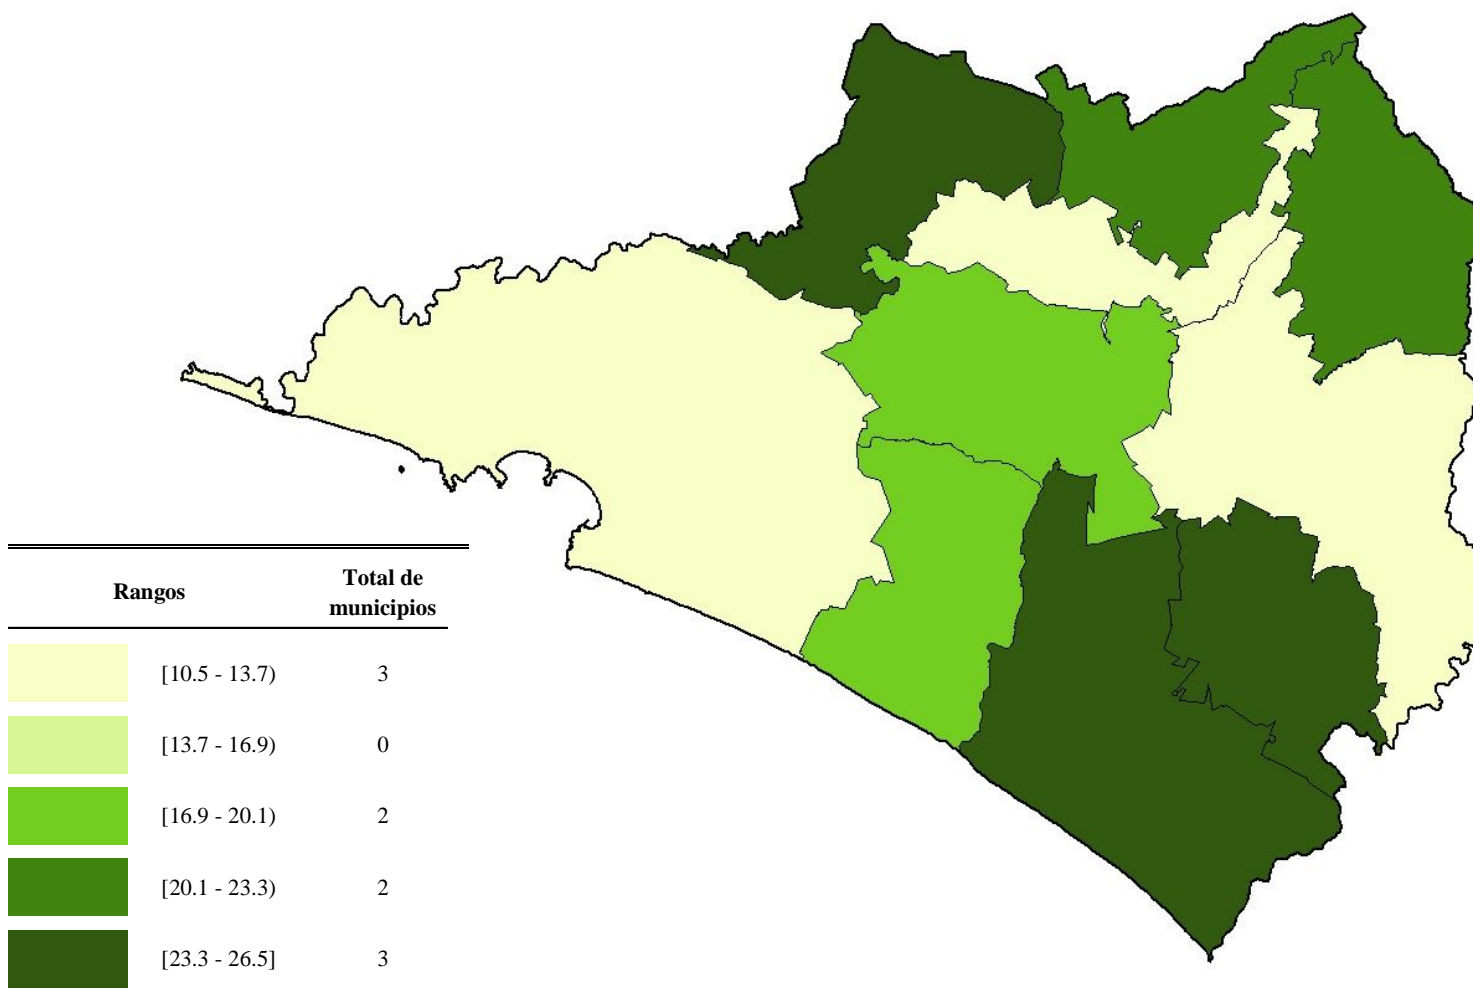 Rangos
Total de
municipios
[10.5 - 13.7) 3
[13.7 - 16.9) 0
[16.9 - 20.1) 2
[20.1 - 23.3) 2
[23.3 - 26.5] 3